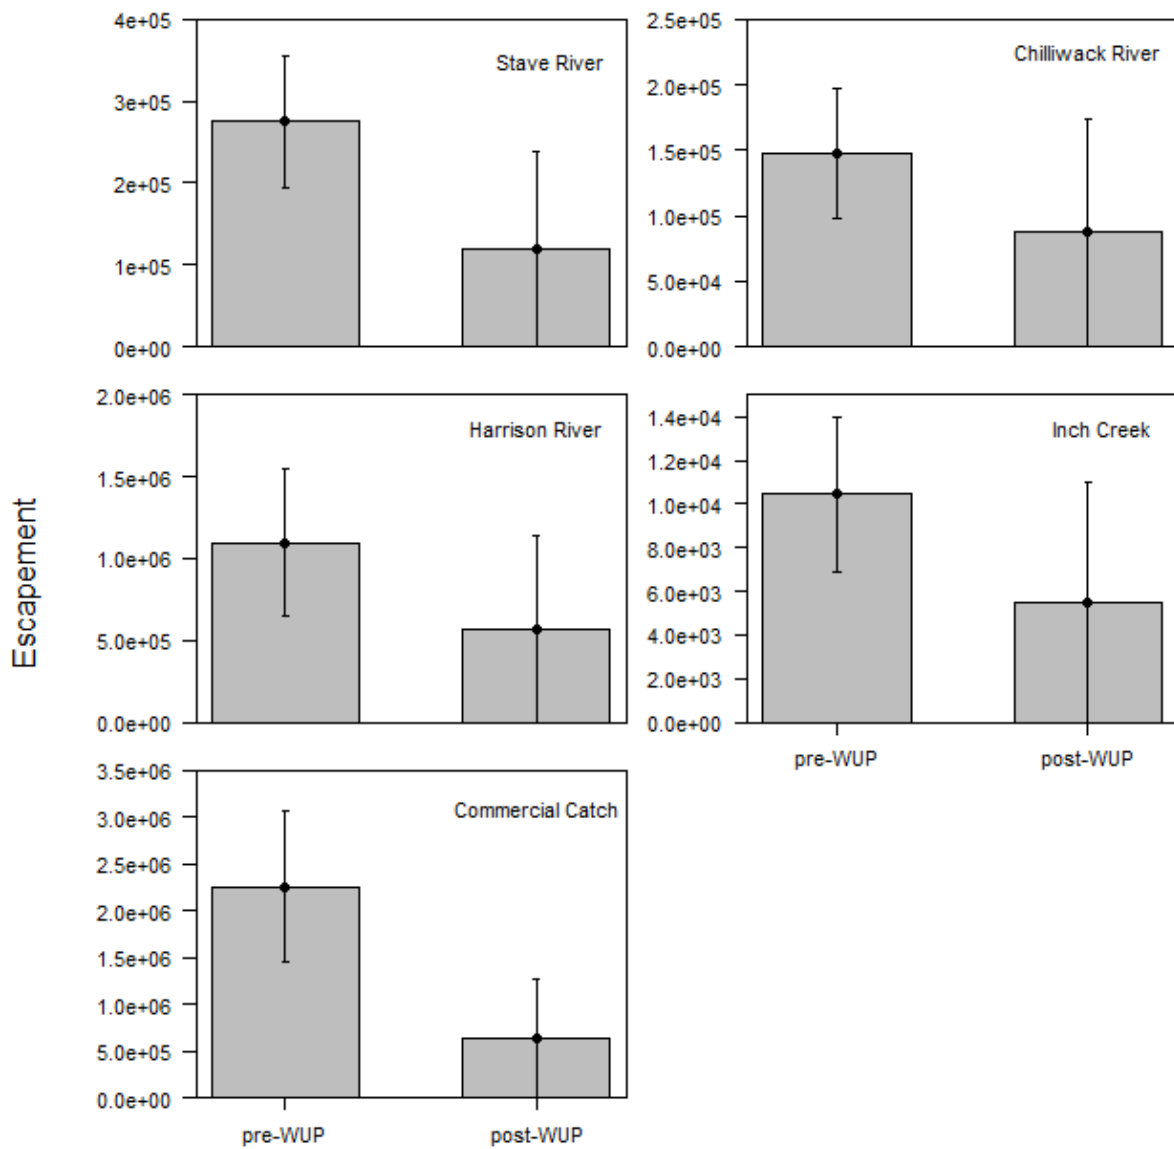 Escapement
4e+05
3e+05
2e+05
1e+05
0e+00
Stave River
2.5e+05
2.0e+05
1.5e+05
1.0e+05
5.0e+04
0.0e+00
Chilliwack River
2.0e+06
1.5e+06
1.0e+06
5.0e+05
0.0e+00
Harrison River
1.4e+04
1.2e+04
1.0e+04
8.0e+03
6.0e+03
4.0e+03
2.0e+03
0.0e+00
Inch Creek
pre-WUP post-WUP
3.5e+06
3.0e+06
2.5e+06
2.0e+06
1.5e+06
1.0e+06
5.0e+05
0.0e+00
Commercial Catch
pre-WUP post-WUP